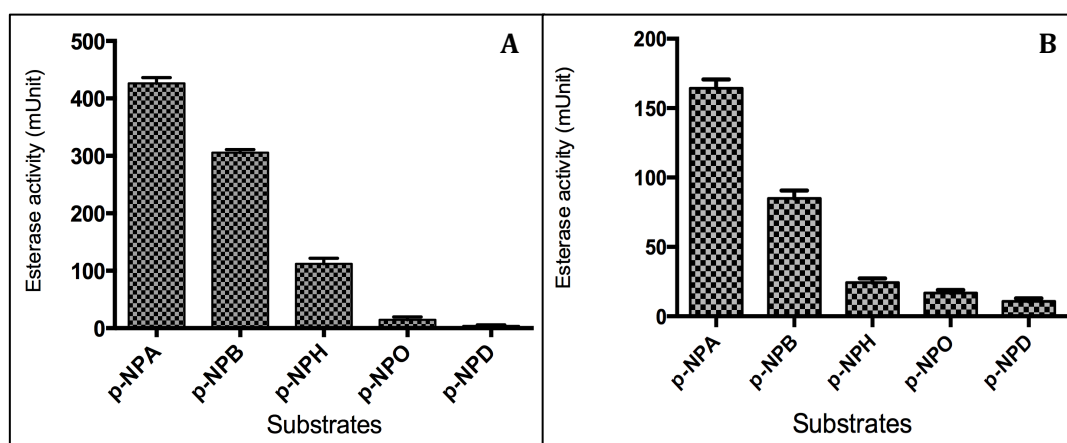 A
Esterase activity (mUnit)
500
400
300
200
100
0
p-NPA
p-NPB
p-NPH
p-NPO
p-NPD
Substrates
B
Esterase activity (mUnit)
200
150
100
50
0
p-NPA
p-NPB
p-NPH
p-NPO
p-NPD
Substrates